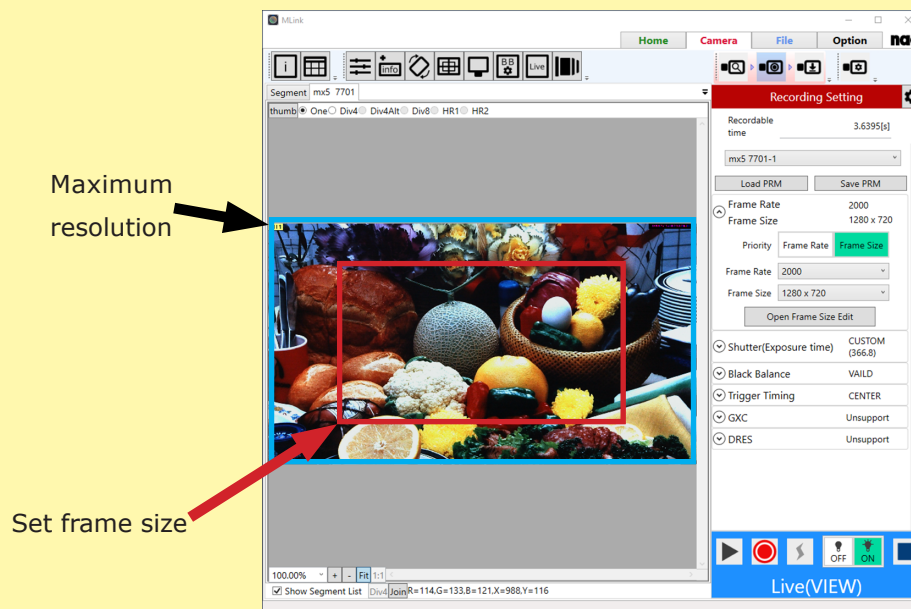 MLink
Home Camera File Option nac
info BB Live
Segment mx5 7701
thumb One Div4 Div4Alt Div8 HR1 HR2
Maximum
resolution
Set frame size
100.00% + - Fit 1:1
Show Segment List Div4 Join R=114,G=133,B=121,X=988,Y=116
Recording Setting
Recordable
time
3.6395[s]
mx5 7701-1
Load PRM Save PRM
Frame Rate 2000
Frame Size 1280 x 720
Priority Frame Rate Frame Size
Frame Rate 2000
Frame Size 1280 x 720
Open Frame Size Edit
Shutter(Exposure time) CUSTOM
(366.8)
Black Balance VAILD
Trigger Timing CENTER
GXC Unsupport
DRES Unsupport
OFF ON
Live(VIEW)